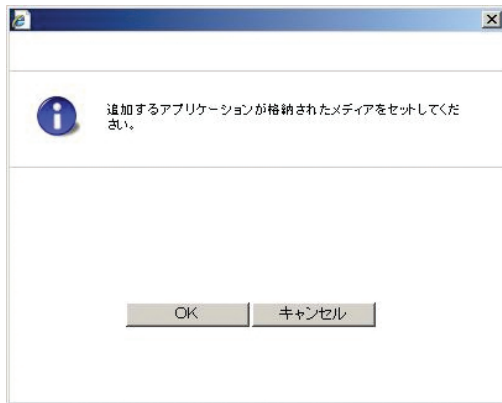 追加するアプリケーションが格納されたメディアをセットしてくだ
さい。
OK
キャンセル